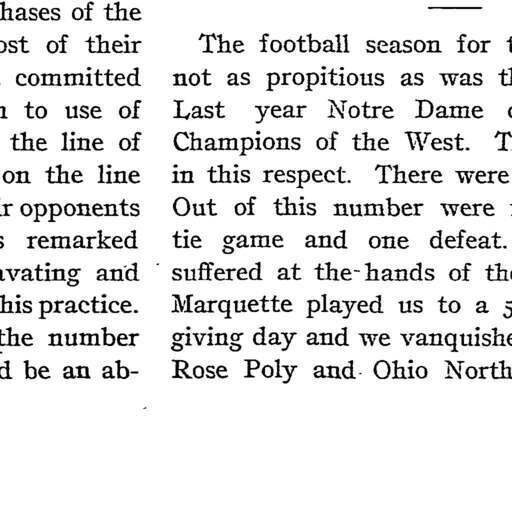 hases of the
ost of their
committed
to use of
the line of
on the line
r opponents
s remarked
avating and
his practice.
the number
d be an ab-
The football season for
not as propitious as was
Last year Notre Dame
Champions of the West.
in this respect. There were
Out of this number were
tie game and one defeat.
suffered at the hands of the
Marquette played us to a 5
giving day and we vanquishe
Rose Poly and Ohio North